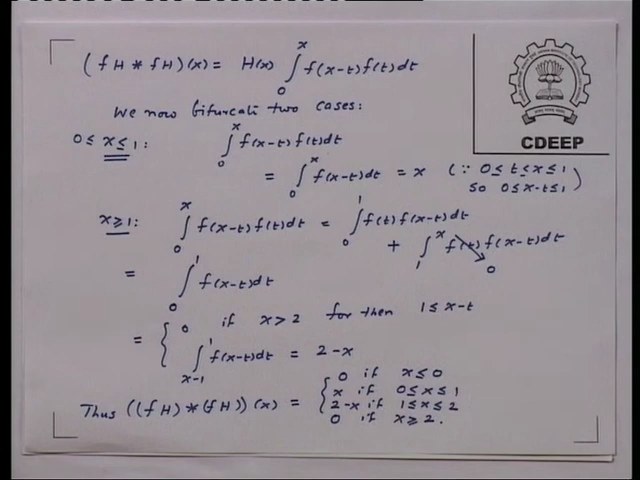 (fH * fH)(x) = H(x) ∫₀ˣ f(x-t)f(t)dt
We now bifurcate two cases:
0 ≤ x ≤ 1: ∫₀ˣ f(x-t)f(t)dt
= ∫₀ˣ f(x-t)dt = x (∵ 0≤t≤x≤1
so 0≤x-t≤1)
x≥1: ∫₀ˣ f(x-t)f(t)dt = ∫₀¹ f(t)f(x-t)dt
+ ∫₁ˣ f(t)f(x-t)dt
0
= ∫₀¹ f(x-t)dt
= { 0 if x>2 for then 1≤x-t
∫ₓ₋₁¹ f(x-t)dt = 2-x
Thus ((fH)*(fH))(x) = { 0 if x≤0
x if 0≤x≤1
2-x if 1≤x≤2
0 if x≥2.
CDEEP